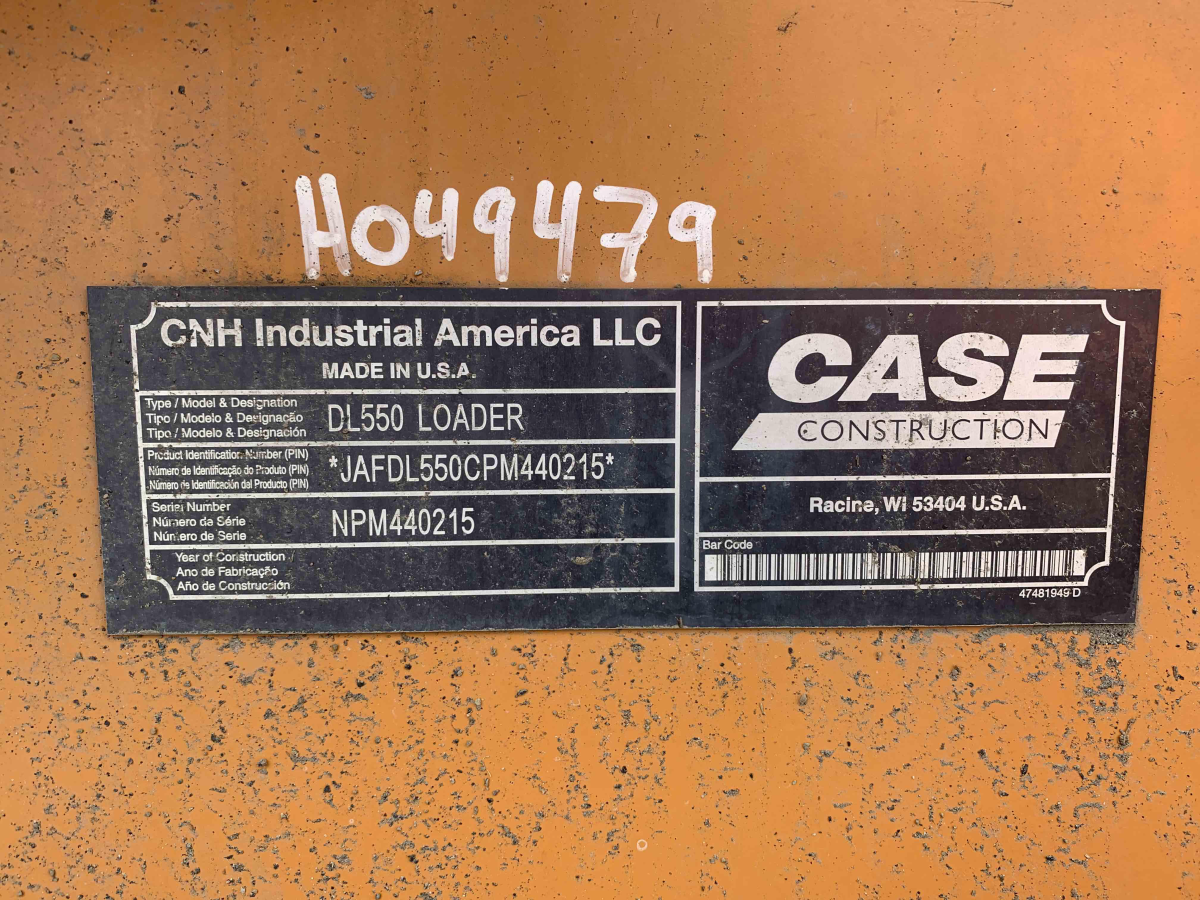 HO49479
CNH Industrial America LLC
MADE IN U.S.A.
Type / Model & Designation
Tipo / Modelo & Designação
Tipo / Modelo & Designación
DL550 LOADER
Product Identification Number (PIN)
Número de Identificação do Produto (PIN)
Número de Identificación del Producto (PIN)
*JAFDL550CPM440215*
Serial Number
Número de Série
Número de Serie
NPM440215
Year of Construction
Ano de Fabricação
Año de Construcción
CASE
CONSTRUCTION
Racine, WI 53404 U.S.A.
Bar Code
47481949 D